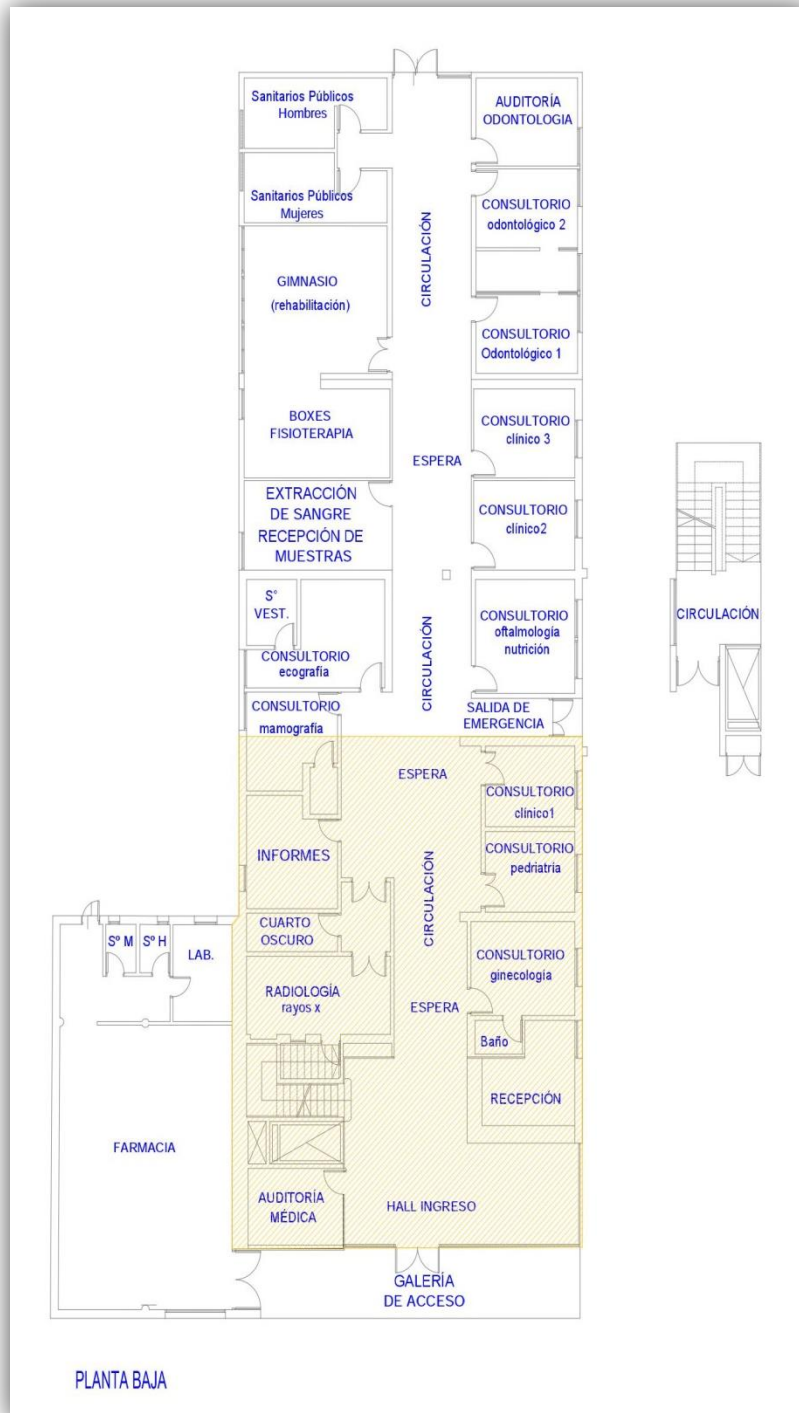 Sanitarios Públicos
Hombres
AUDITORÍA
ODONTOLOGIA
Sanitarios Públicos
Mujeres
CONSULTORIO
odontológico 2
CIRCULACIÓN
GIMNASIO
(rehabilitación)
CONSULTORIO
Odontológico 1
BOXES
FISIOTERAPIA
CONSULTORIO
clínico 3
ESPERA
EXTRACCIÓN
DE SANGRE
RECEPCIÓN DE
MUESTRAS
CONSULTORIO
clínico2
S°
VEST.
CONSULTORIO
ecografía
CIRCULACIÓN
CONSULTORIO
oftalmología
nutrición
CIRCULACIÓN
CONSULTORIO
mamografía
SALIDA DE
EMERGENCIA
ESPERA
CONSULTORIO
clínico1
INFORMES
CIRCULACIÓN
CONSULTORIO
pedriatría
CUARTO
OSCURO
Sº M
Sº H
LAB.
CONSULTORIO
ginecología
RADIOLOGÍA
rayos x
ESPERA
Baño
RECEPCIÓN
FARMACIA
AUDITORÍA
MÉDICA
HALL INGRESO
GALERÍA
DE ACCESO
PLANTA BAJA